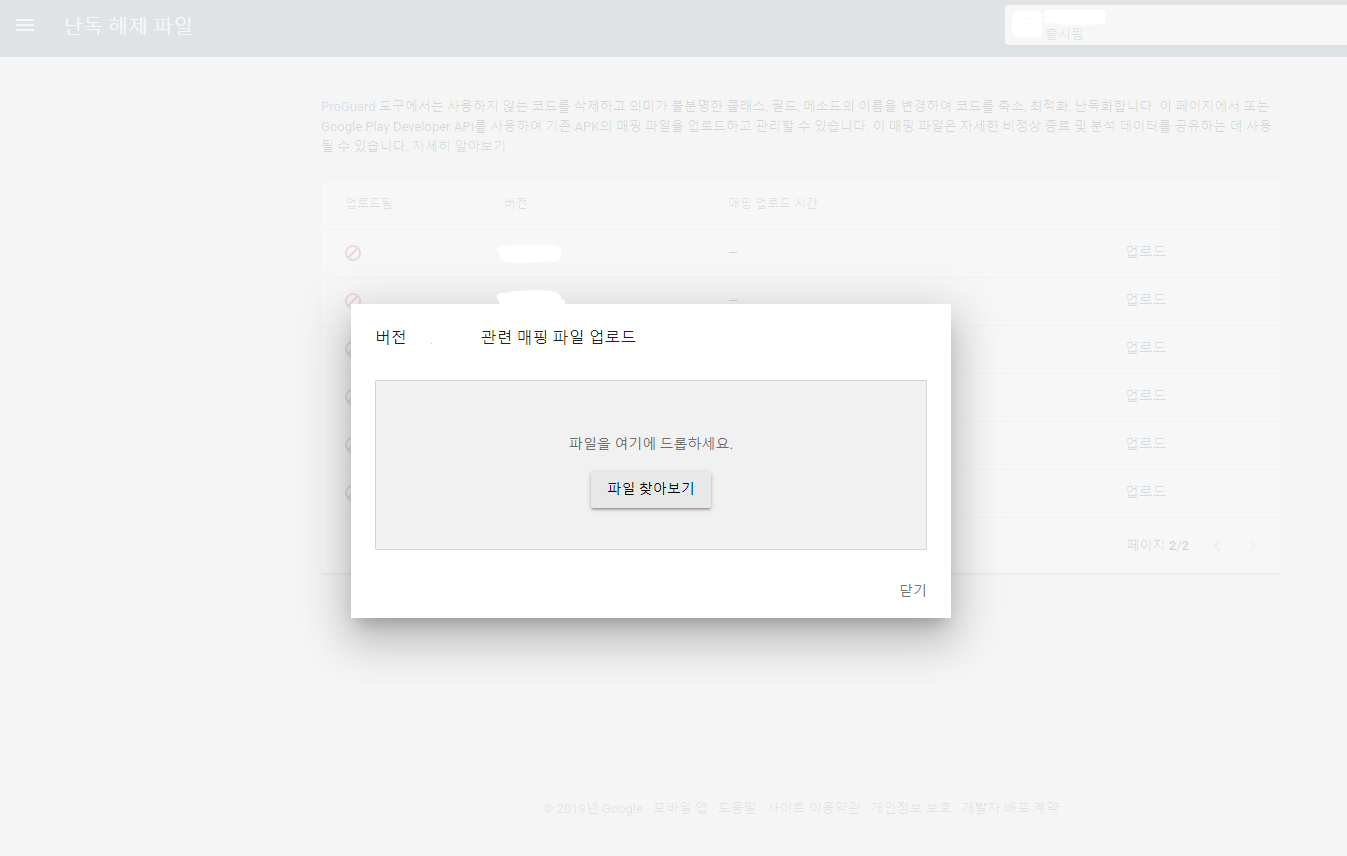 난독 해제 파일
출시됨
ProGuard 도구에서는 사용하지 않는 코드를 삭제하고 의미가 불분명한 클래스, 필드, 메소드의 이름을 변경하여 코드를 축소, 최적화, 난독화합니다. 이 페이지에서 또는
Google Play Developer API를 사용하여 기존 APK의 매핑 파일을 업로드하고 관리할 수 있습니다. 이 매핑 파일은 자세한 비정상 종료 및 분석 데이터를 공유하는 데 사용
될 수 있습니다. 자세히 알아보기
업로드됨 버전 매핑 업로드 시간
– 업로드
– 업로드
업로드
업로드
업로드
업로드
버전 관련 매핑 파일 업로드
파일을 여기에 드롭하세요.
파일 찾아보기
닫기
페이지 2/2
© 2019년 Google · 모바일 앱 · 도움말 · 사이트 이용약관 · 개인정보 보호 · 개발자 배포 계약